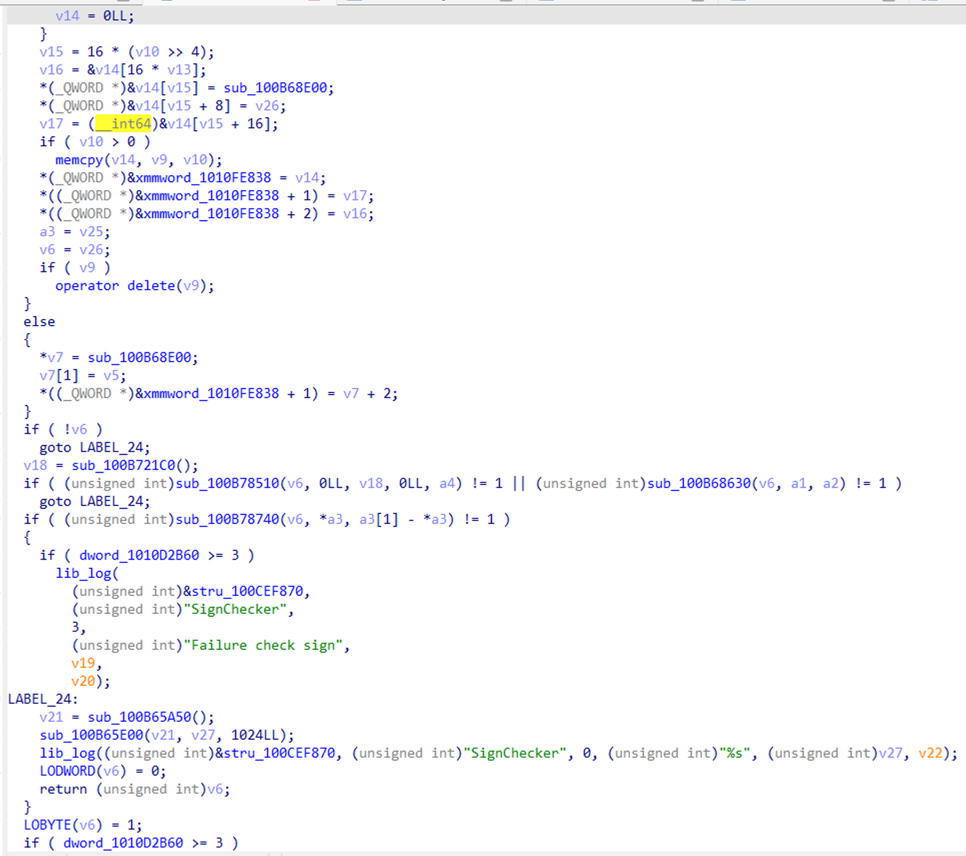 v14 = 0LL;
}
v15 = 16 * (v10 >> 4);
v16 = &v14[16 * v13];
*(_QWORD *)&v14[v15] = sub_100B68E00;
*(_QWORD *)&v14[v15 + 8] = v26;
v17 = (__int64)&v14[v15 + 16];
if ( v10 > 0 )
memcpy(v14, v9, v10);
*(_QWORD *)&xmmword_1010FE838 = v14;
*((_QWORD *)&xmmword_1010FE838 + 1) = v17;
*((_QWORD *)&xmmword_1010FE838 + 2) = v16;
a3 = v25;
v6 = v26;
if ( v9 )
operator delete(v9);
}
else
{
*v7 = sub_100B68E00;
v7[1] = v5;
*((_QWORD *)&xmmword_1010FE838 + 1) = v7 + 2;
}
if ( !v6 )
goto LABEL_24;
v18 = sub_100B721C0();
if ( (unsigned int)sub_100B78510(v6, 0LL, v18, 0LL, a4) != 1 || (unsigned int)sub_100B68630(v6, a1, a2) != 1 )
goto LABEL_24;
if ( (unsigned int)sub_100B78740(v6, *a3, a3[1] - *a3) != 1 )
{
if ( dword_1010D2B60 >= 3 )
lib_log(
(unsigned int)&stru_100CEF870,
(unsigned int)"SignChecker",
3,
(unsigned int)"Failure check sign",
v19,
v20);
LABEL_24:
v21 = sub_100B65A50();
sub_100B65E00(v21, v27, 1024LL);
lib_log((unsigned int)&stru_100CEF870, (unsigned int)"SignChecker", 0, (unsigned int)"%s", (unsigned int)v27, v22);
LODWORD(v6) = 0;
return (unsigned int)v6;
}
LOBYTE(v6) = 1;
if ( dword_1010D2B60 >= 3 )